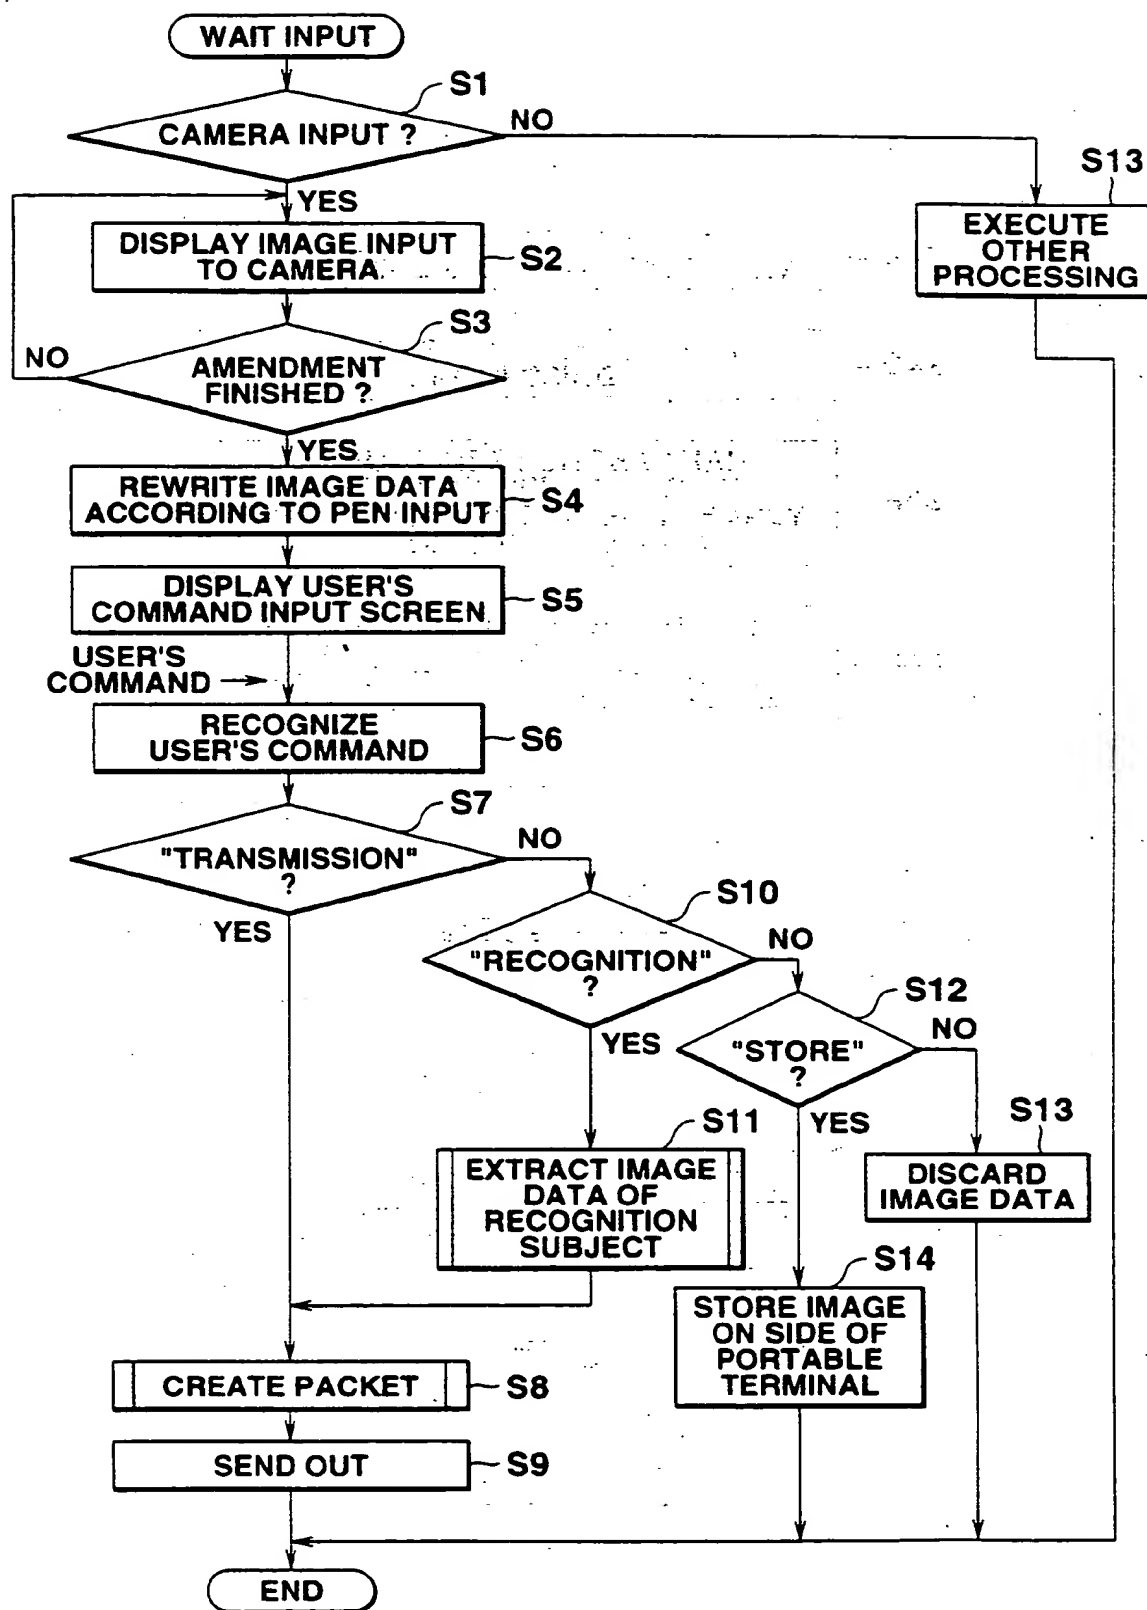 WAIT INPUT
S1
CAMERA INPUT ?
NO
S13
YES
EXECUTE
OTHER
PROCESSING
DISPLAY IMAGE INPUT
TO CAMERA
S2
S3
NO
AMENDMENT
FINISHED ?
YES
REWRITE IMAGE DATA
ACCORDING TO PEN INPUT
S4
DISPLAY USER'S
COMMAND INPUT SCREEN
S5
USER'S
COMMAND
RECOGNIZE
USER'S COMMAND
S6
S7
"TRANSMISSION"
?
NO
YES
S10
"RECOGNITION"
?
NO
YES
S12
"STORE"
?
NO
YES
S11
EXTRACT IMAGE
DATA OF
RECOGNITION
SUBJECT
S13
DISCARD
IMAGE DATA
S14
STORE IMAGE
ON SIDE OF
PORTABLE
TERMINAL
CREATE PACKET
S8
SEND OUT
S9
END